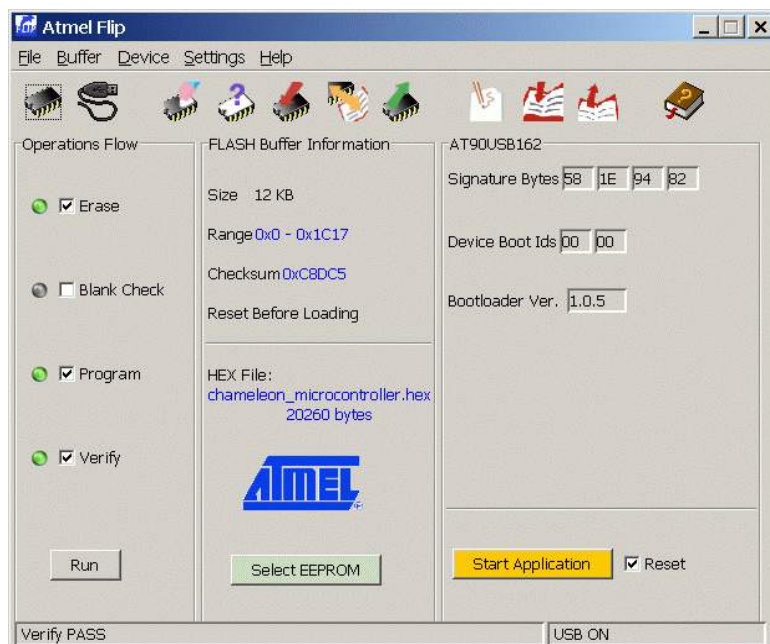 Atmel Flip
File Buffer Device Settings Help
Operations Flow
Erase
Blank Check
Program
Verify
Run
FLASH Buffer Information
Size 12 KB
Range 0x0 - 0x1C17
Checksum 0xC8DC5
Reset Before Loading
HEX File:
chameleon_microcontroller.hex
20260 bytes
ATMEL
Select EEPROM
AT90USB162
Signature Bytes 58 1E 94 82
Device Boot Ids 00 00
Bootloader Ver. 1.0.5
Start Application Reset
Verify PASS USB ON